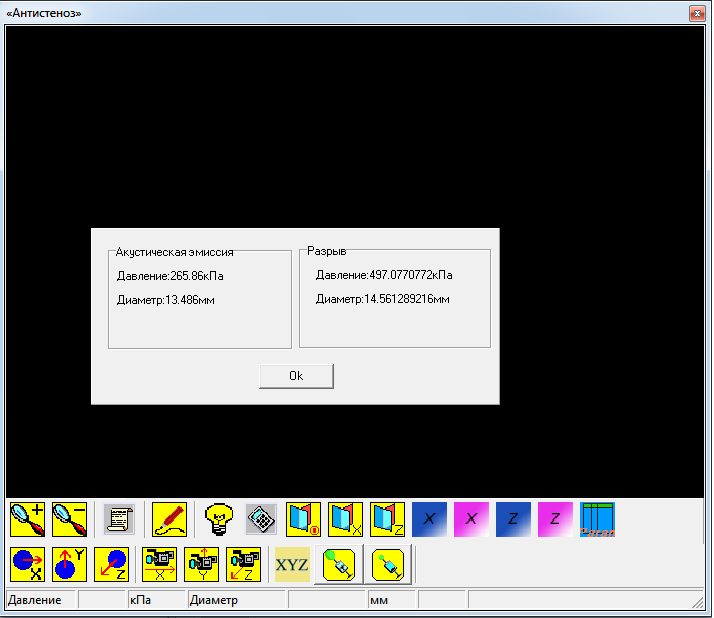 «Антистеноз»
Акустическая эмиссия
Давление:265.86кПа
Диаметр:13.486мм
Разрыв
Давление:497.0770772кПа
Диаметр:14.561289216мм
Ok
X
Z
X
X
Z
Z
X
Y
Z
X
Y
Z
XYZ
Давление
кПа
Диаметр
мм